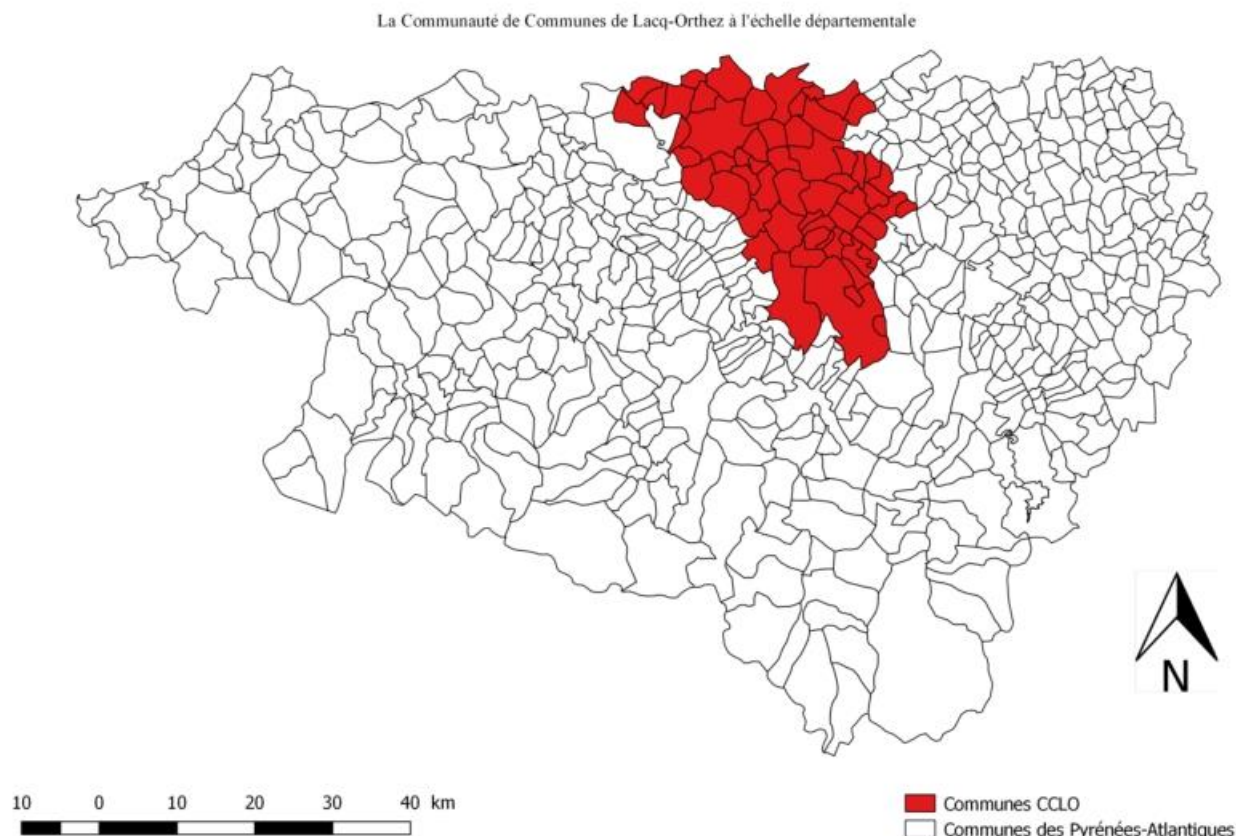 La Communauté de Communes de Lacq-Orthez à l'échelle départementale
N
10 0 10 20 30 40 km
Communes CCLO
Communes des Pyrénées-Atlantiques